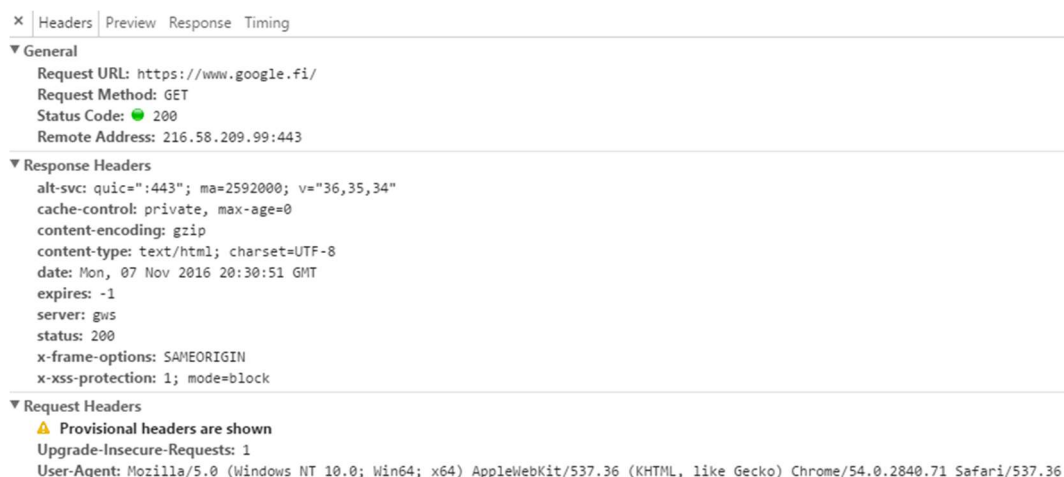 × Headers Preview Response Timing
▼ General
Request URL: https://www.google.fi/
Request Method: GET
Status Code: 200
Remote Address: 216.58.209.99:443
▼ Response Headers
alt-svc: quic=":443"; ma=2592000; v="36,35,34"
cache-control: private, max-age=0
content-encoding: gzip
content-type: text/html; charset=UTF-8
date: Mon, 07 Nov 2016 20:30:51 GMT
expires: -1
server: gws
status: 200
x-frame-options: SAMEORIGIN
x-xss-protection: 1; mode=block
▼ Request Headers
Provisional headers are shown
Upgrade-Insecure-Requests: 1
User-Agent: Mozilla/5.0 (Windows NT 10.0; Win64; x64) AppleWebKit/537.36 (KHTML, like Gecko) Chrome/54.0.2840.71 Safari/537.36